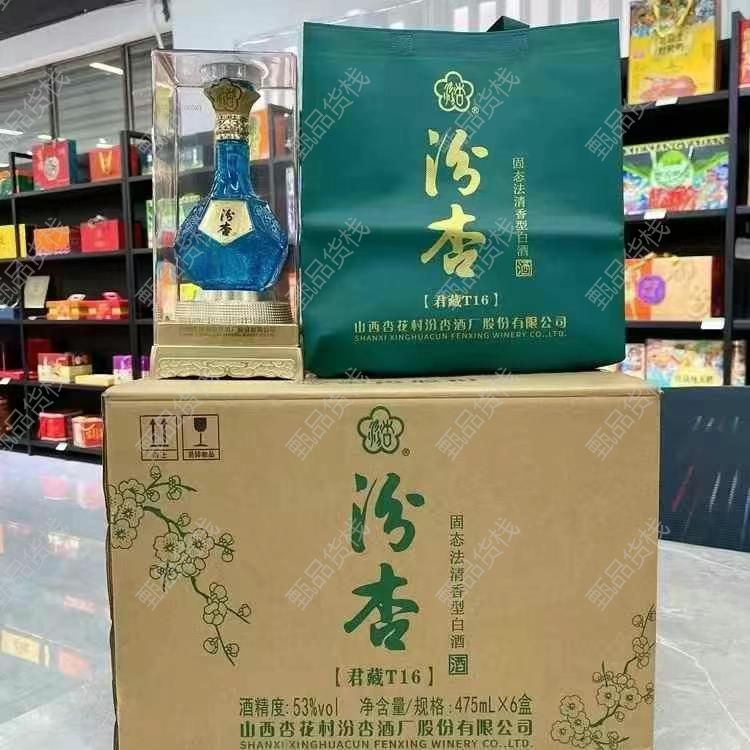 汾杏
®
汾杏
固态法清香型白酒
【君藏T16】
山西杏花村汾杏酒厂股份有限公司
SHANXI XINGHUACUN FENXING WINERY CO.,LTD.
汾杏
XIEXIANGYADAN
向上
易碎物品
®
汾杏
固态法清香型白酒
【君藏T16】
酒精度:53%vol 净含量/规格:475mL×6盒
山西杏花村汾杏酒厂股份有限公司
SHANXI XINGHUACUN FENXING WINERY CO.,LTD.
甄品货栈